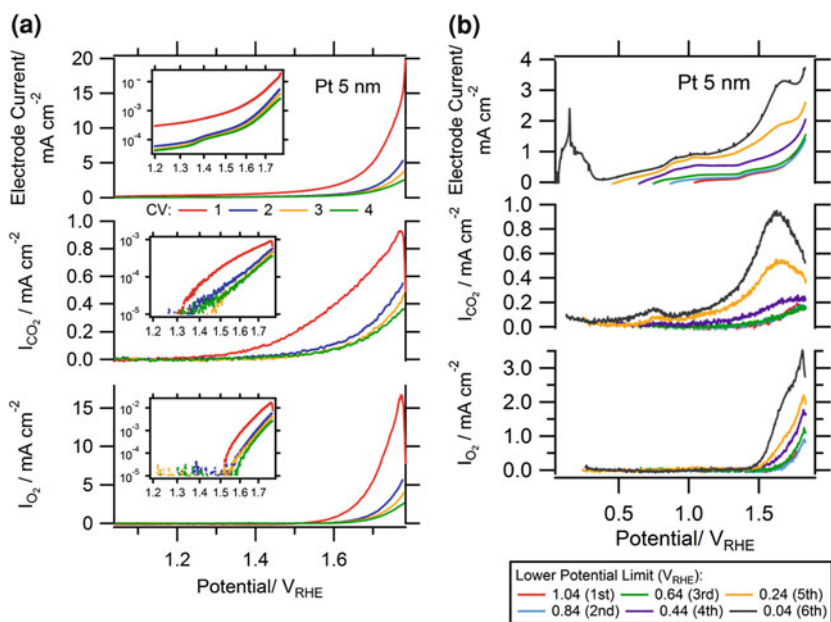 (a)
20
15
10
5
0
Electrode Current/
mA cm-2
Pt 5 nm
10-3
10-4
1.2 1.3 1.4 1.5 1.6 1.7
CV: 1 2 3 4
1.0
0.8
0.6
0.4
0.2
0.0
ICO2 / mA cm-2
10-3
10-4
10-5
1.2 1.3 1.4 1.5 1.6 1.7
15
10
5
0
IO2 / mA cm-2
10-2
10-3
10-4
10-5
1.2 1.3 1.4 1.5 1.6 1.7
1.2 1.4 1.6
Potential/ VRHE
(b)
4
3
2
1
0
Electrode Current/
mA cm-2
Pt 5 nm
1.0
0.8
0.6
0.4
0.2
0.0
ICO2 / mA cm-2
3.0
2.0
1.0
0.0
IO2 / mA cm-2
0.5 1.0 1.5
Potential/ VRHE
Lower Potential Limit (VRHE):
1.04 (1st) 0.64 (3rd) 0.24 (5th)
0.84 (2nd) 0.44 (4th) 0.04 (6th)